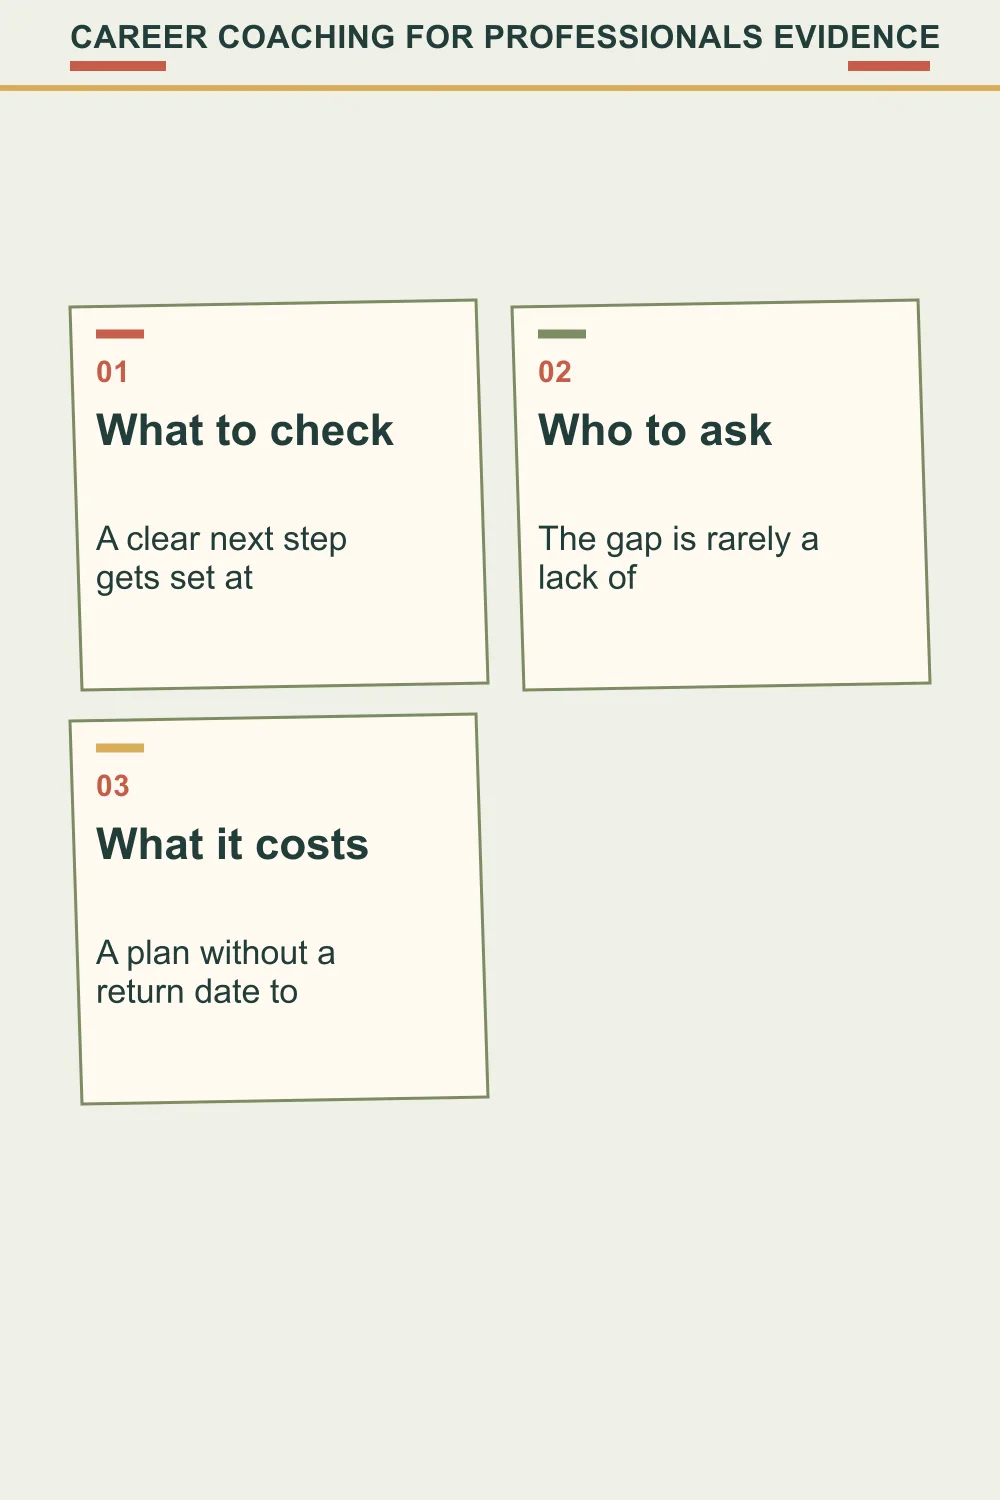 CAREER COACHING FOR PROFESSIONALS EVIDENCE
01
What to check
A clear next step
gets set at
02
Who to ask
The gap is rarely a
lack of
03
What it costs
A plan without a
return date to